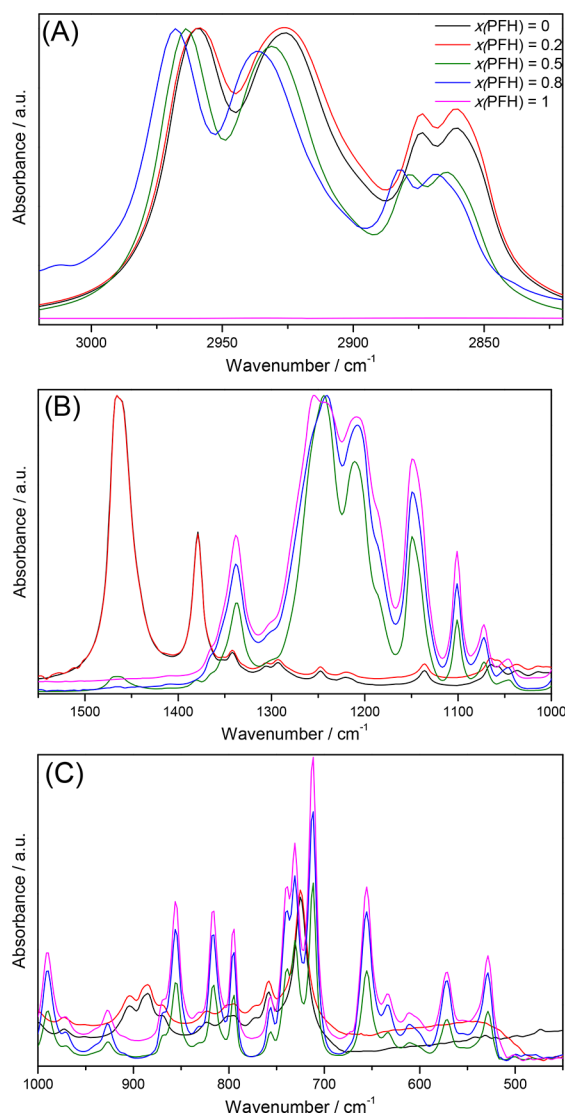 (A)
x(PFH) = 0
x(PFH) = 0.2
x(PFH) = 0.5
x(PFH) = 0.8
x(PFH) = 1
Absorbance / a.u.
3000 2950 2900 2850
Wavenumber / cm⁻¹
(B)
Absorbance / a.u.
1500 1400 1300 1200 1100 1000
Wavenumber / cm⁻¹
(C)
Absorbance / a.u.
1000 900 800 700 600 500
Wavenumber / cm⁻¹